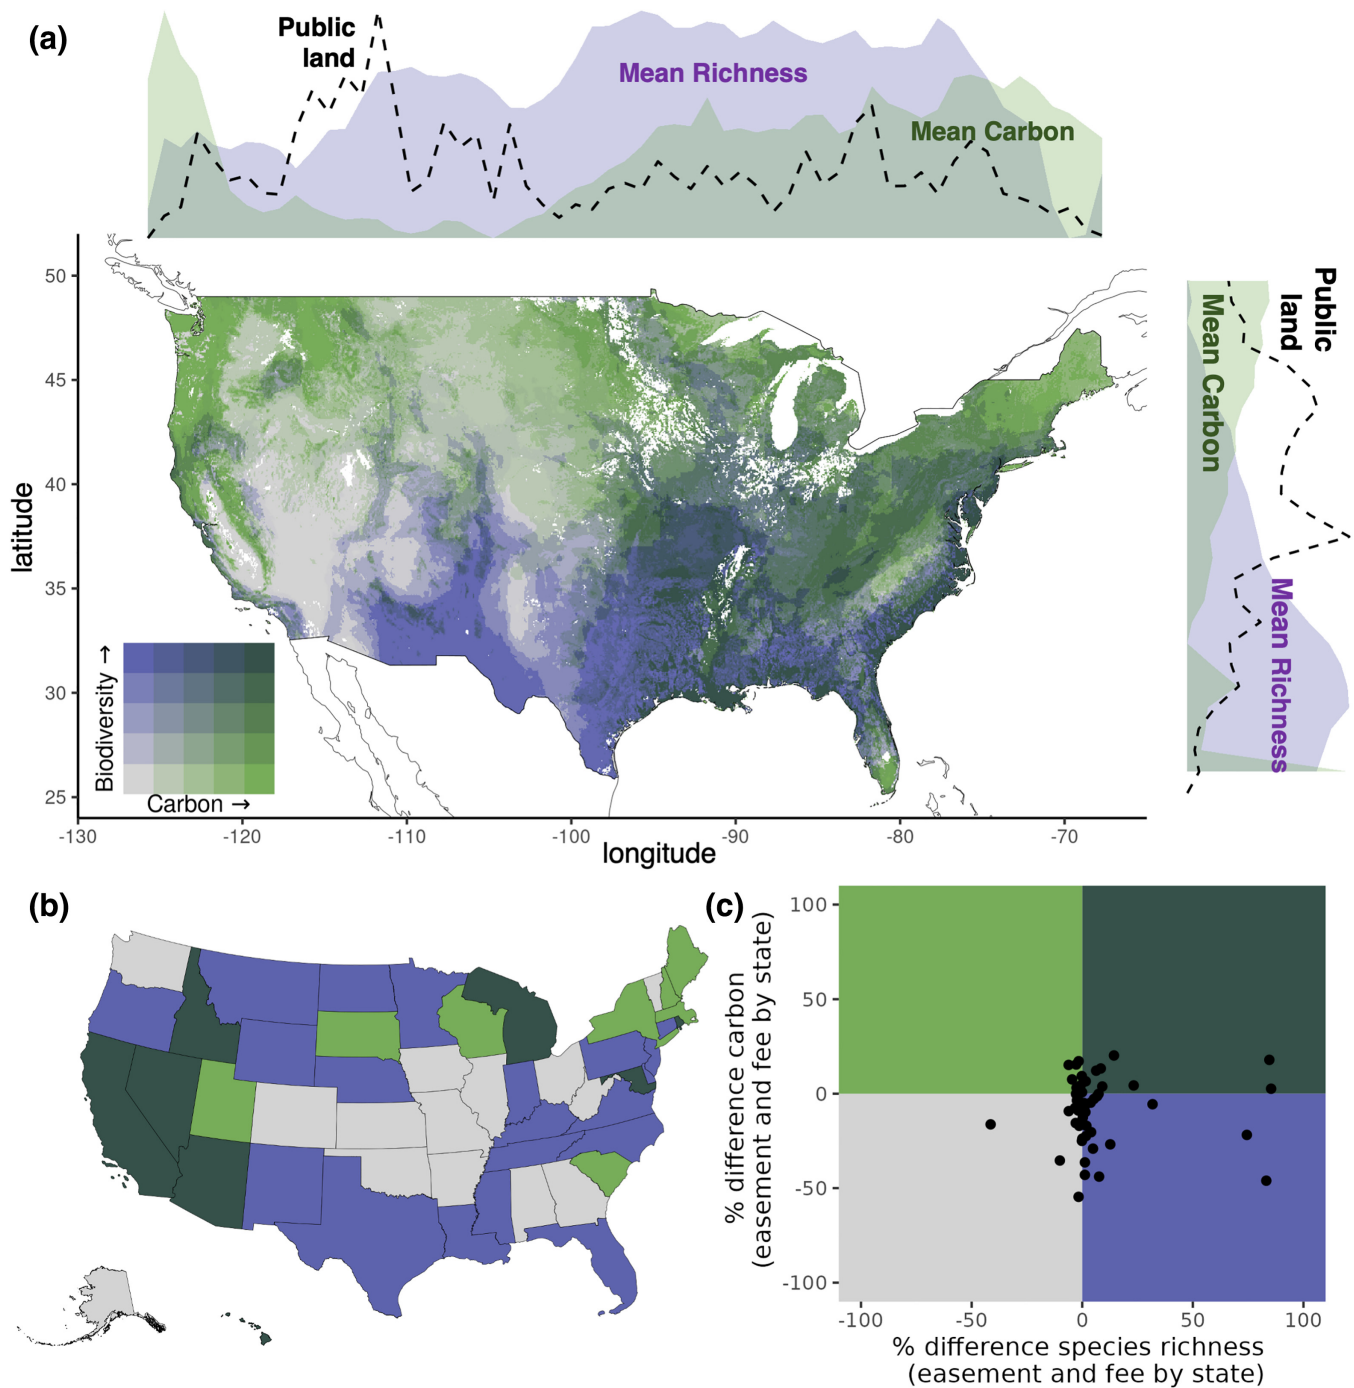 (a)
Public
land
Mean Richness
Mean Carbon
50
45
40
35
30
25
latitude
-130
-120
-110
-100
-90
-80
-70
longitude
Biodiversity →
Carbon →
Public
land
Mean Carbon
Mean Richness
(b)
(c)
100
50
0
-50
-100
% difference carbon
(easement and fee by state)
-100
-50
0
50
100
% difference species richness
(easement and fee by state)